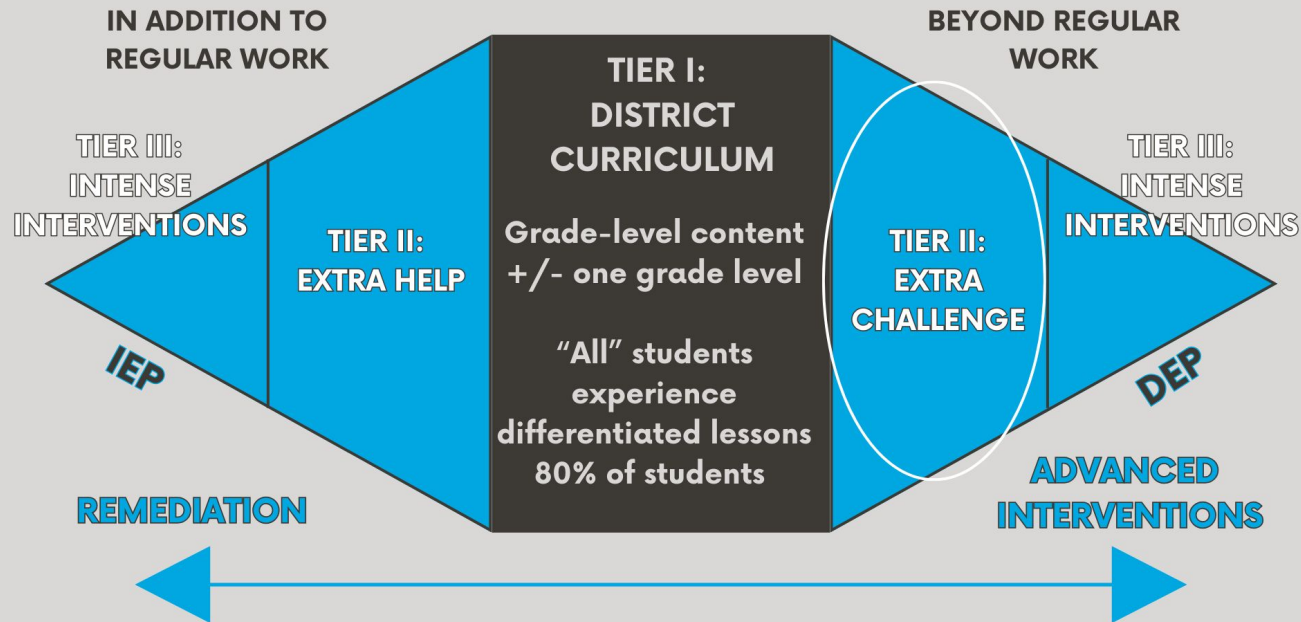 IN ADDITION TO
REGULAR WORK
BEYOND REGULAR
WORK
TIER III:
INTENSE
INTERVENTIONS
TIER II:
EXTRA HELP
TIER I:
DISTRICT
CURRICULUM
Grade-level content
+/- one grade level
“All” students
experience
differentiated lessons
80% of students
TIER II:
EXTRA
CHALLENGE
TIER III:
INTENSE
INTERVENTIONS
IEP
DEP
REMEDIATION
ADVANCED
INTERVENTIONS